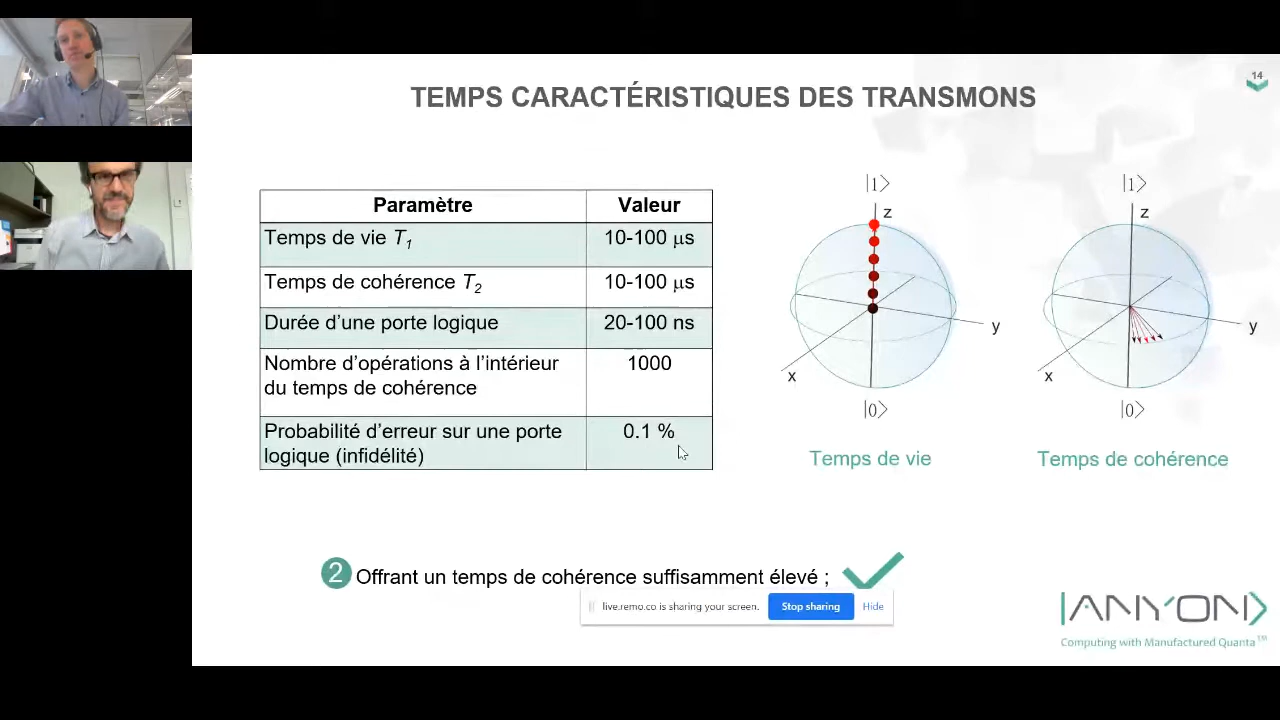 14
TEMPS CARACTÉRISTIQUES DES TRANSMONS
Paramètre Valeur
Temps de vie T1 10-100 μs
Temps de cohérence T2 10-100 μs
Durée d’une porte logique 20-100 ns
Nombre d’opérations à l’intérieur 1000
du temps de cohérence
Probabilité d’erreur sur une porte 0.1 %
logique (infidélité)
|1⟩
z
y
x
|0⟩
Temps de vie
|1⟩
z
y
x
|0⟩
Temps de cohérence
2 Offrant un temps de cohérence suffisamment élevé ;
live.remo.co is sharing your screen. Stop sharing Hide
|ANYON⟩
Computing with Manufactured Quanta™